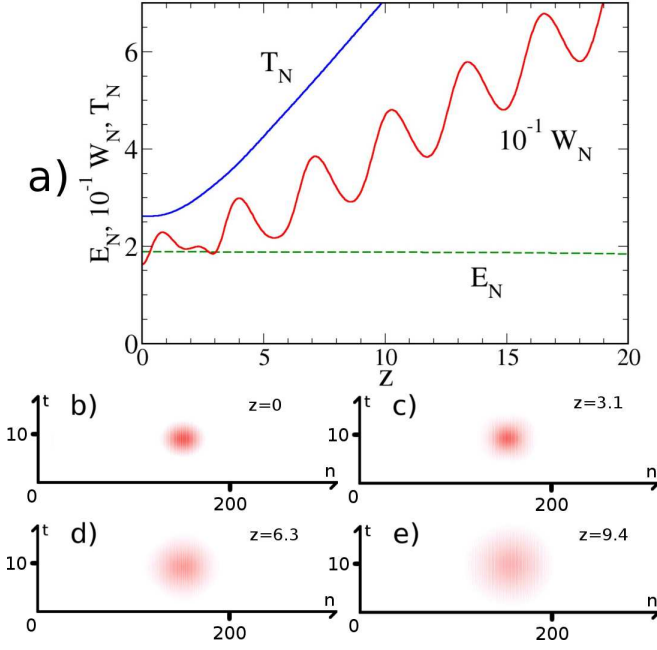 a)
E_N, 10^-1 W_N, T_N
6
4
2
0
T_N
10^-1 W_N
E_N
0 5 10 15 20
z
b) t z=0
10
n
0 200
c) t z=3.1
10
n
0 200
d) t z=6.3
10
n
0 200
e) t z=9.4
10
n
0 200